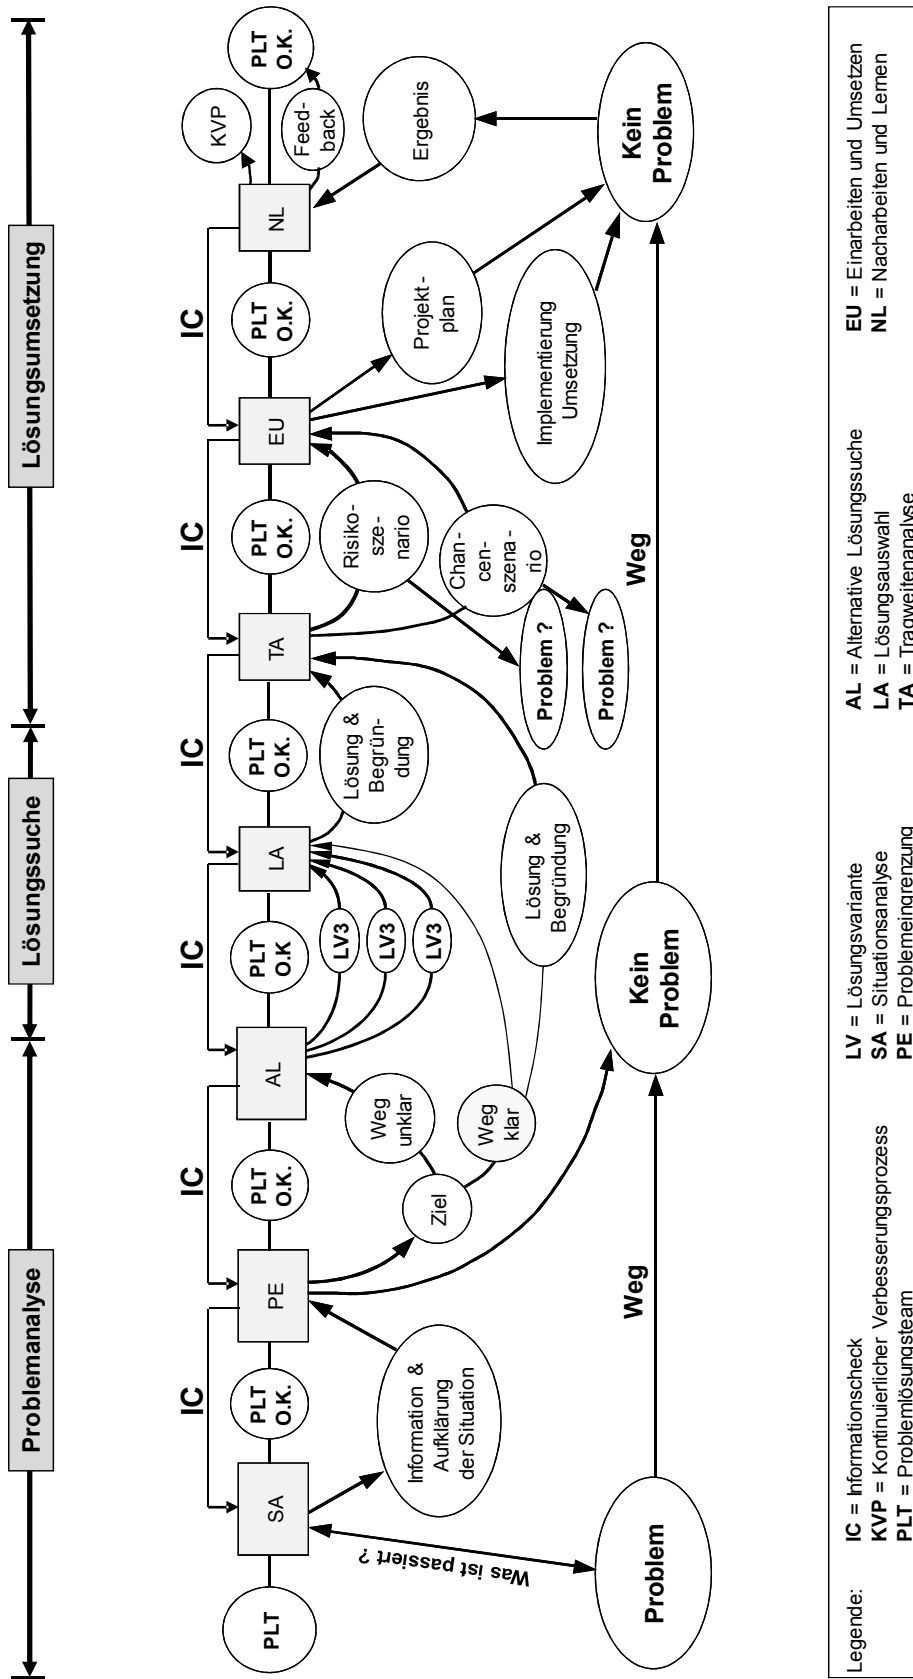 Problemanalyse
Lösungssuche
Lösungsumsetzung
IC
IC
IC
IC
IC
IC
PLT
SA
PLT
O.K.
PE
PLT
O.K.
AL
PLT
O.K
LA
PLT
O.K.
TA
PLT
O.K.
EU
PLT
O.K.
NL
PLT
O.K.
KVP
Feed-
back
Was ist passiert ?
Information &
Aufklärung
der Situation
Ziel
Weg
unklar
Weg
klar
LV3
LV3
LV3
Lösung &
Begrün-
dung
Lösung &
Begründung
Risiko-
sze-
nario
Chan-
cen-
szena-
rio
Problem ?
Problem ?
Projekt-
plan
Implementierung
Umsetzung
Ergebnis
Problem
Weg
Kein
Problem
Weg
Kein
Problem
Legende:
IC = Informationscheck
KVP = Kontinuierlicher Verbesserungsprozess
PLT = Problemlösungsteam
LV = Lösungsvariante
SA = Situationsanalyse
PE = Problemeingrenzung
AL = Alternative Lösungssuche
LA = Lösungsauswahl
TA = Tragweitenanalyse
EU = Einarbeiten und Umsetzen
NL = Nacharbeiten und Lernen